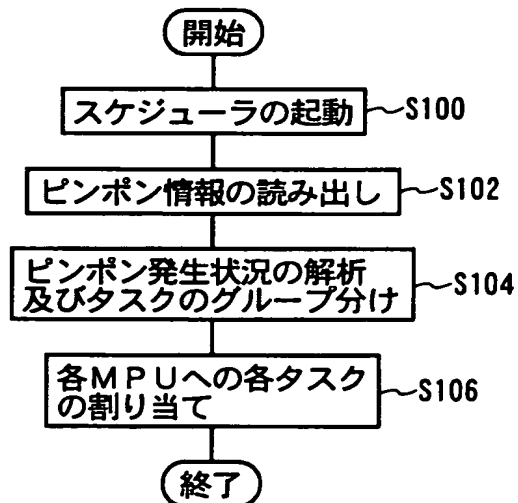 開始
スケジューラの起動
S100
ピンポン情報の読み出し
S102
ピンポン発生状況の解析
及びタスクのグループ分け
S104
各MPUへの各タスク
の割り当て
S106
終了